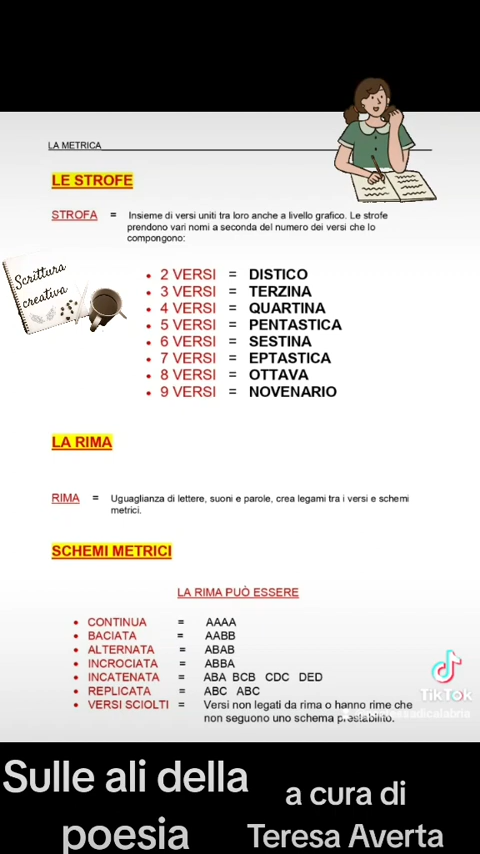 LA METRICA
LE STROFE
STROFA = Insieme di versi uniti tra loro anche a livello grafico. Le strofe
prendono vari nomi a seconda del numero dei versi che lo
compongono:
Scrittura
creativa
• 2 VERSI = DISTICO
• 3 VERSI = TERZINA
• 4 VERSI = QUARTINA
• 5 VERSI = PENTASTICA
• 6 VERSI = SESTINA
• 7 VERSI = EPTASTICA
• 8 VERSI = OTTAVA
• 9 VERSI = NOVENARIO
LA RIMA
RIMA = Uguaglianza di lettere, suoni e parole, crea legami tra i versi e schemi
metrici.
SCHEMI METRICI
LA RIMA PUÒ ESSERE
• CONTINUA = AAAA
• BACIATA = AABB
• ALTERNATA = ABAB
• INCROCIATA = ABBA
• INCATENATA = ABA BCB CDC DED
• REPLICATA = ABC ABC
• VERSI SCIOLTI = Versi non legati da rima o hanno rime che
non seguono uno schema prestabilito.
TikTok
Sulle ali della
poesia
a cura di
Teresa Averta